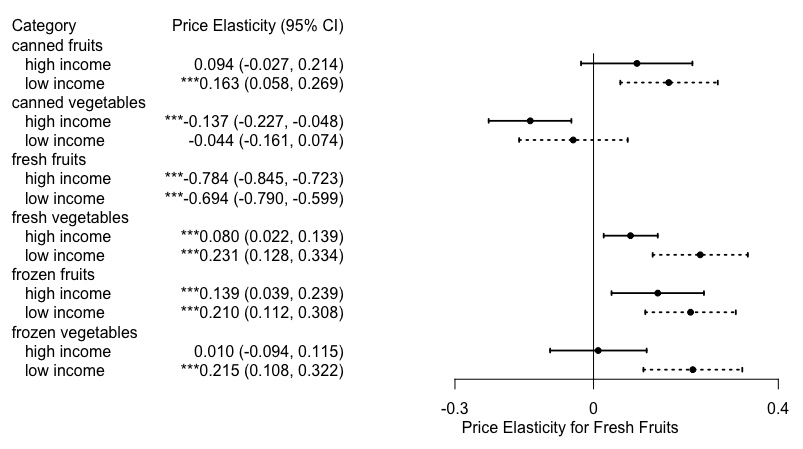 Category Price Elasticity (95% CI)
canned fruits
high income 0.094 (-0.027, 0.214)
low income ***0.163 (0.058, 0.269)
canned vegetables
high income ***-0.137 (-0.227, -0.048)
low income -0.044 (-0.161, 0.074)
fresh fruits
high income ***-0.784 (-0.845, -0.723)
low income ***-0.694 (-0.790, -0.599)
fresh vegetables
high income ***0.080 (0.022, 0.139)
low income ***0.231 (0.128, 0.334)
frozen fruits
high income ***0.139 (0.039, 0.239)
low income ***0.210 (0.112, 0.308)
frozen vegetables
high income 0.010 (-0.094, 0.115)
low income ***0.215 (0.108, 0.322)
-0.3 0 0.4
Price Elasticity for Fresh Fruits